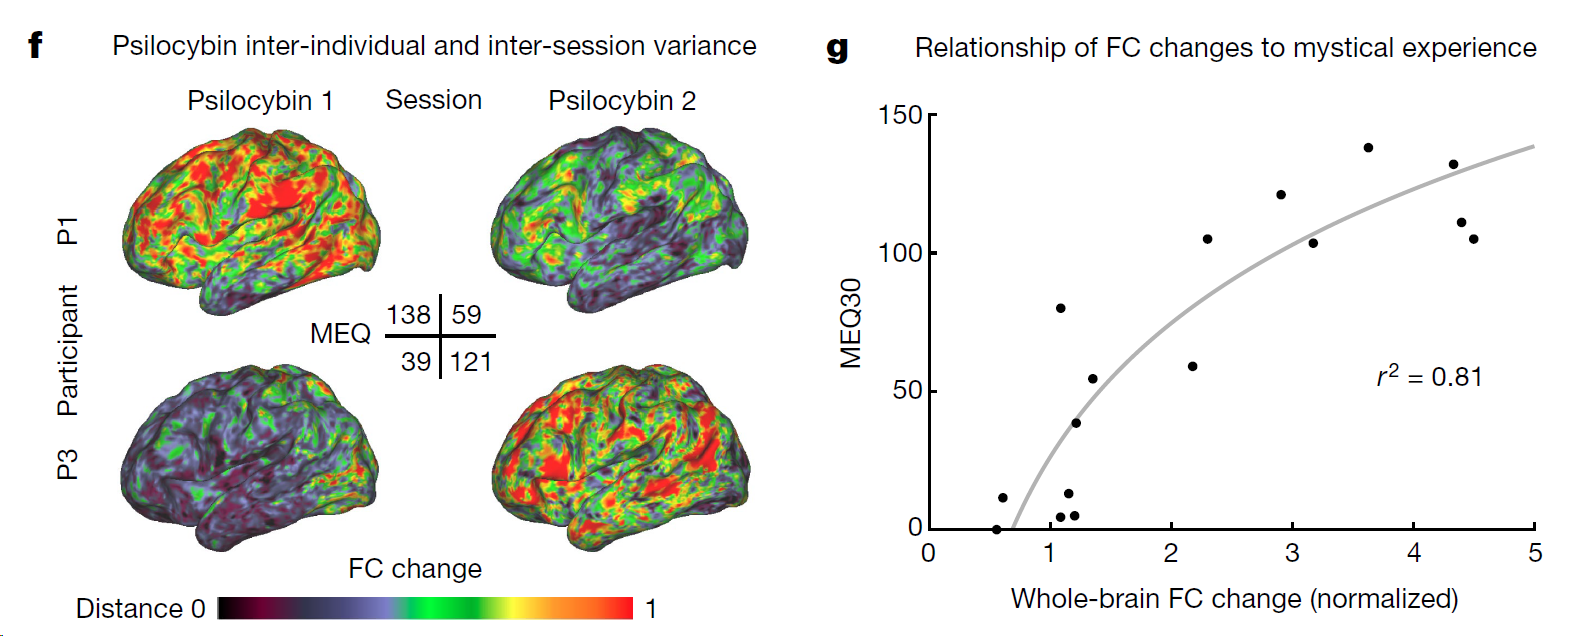 f Psilocybin inter-individual and inter-session variance
Psilocybin 1 Session Psilocybin 2
Participant
P1
P3
MEQ
138 59
39 121
FC change
Distance 0 1
g Relationship of FC changes to mystical experience
MEQ30
150
100
50
0
r² = 0.81
0 1 2 3 4 5
Whole-brain FC change (normalized)